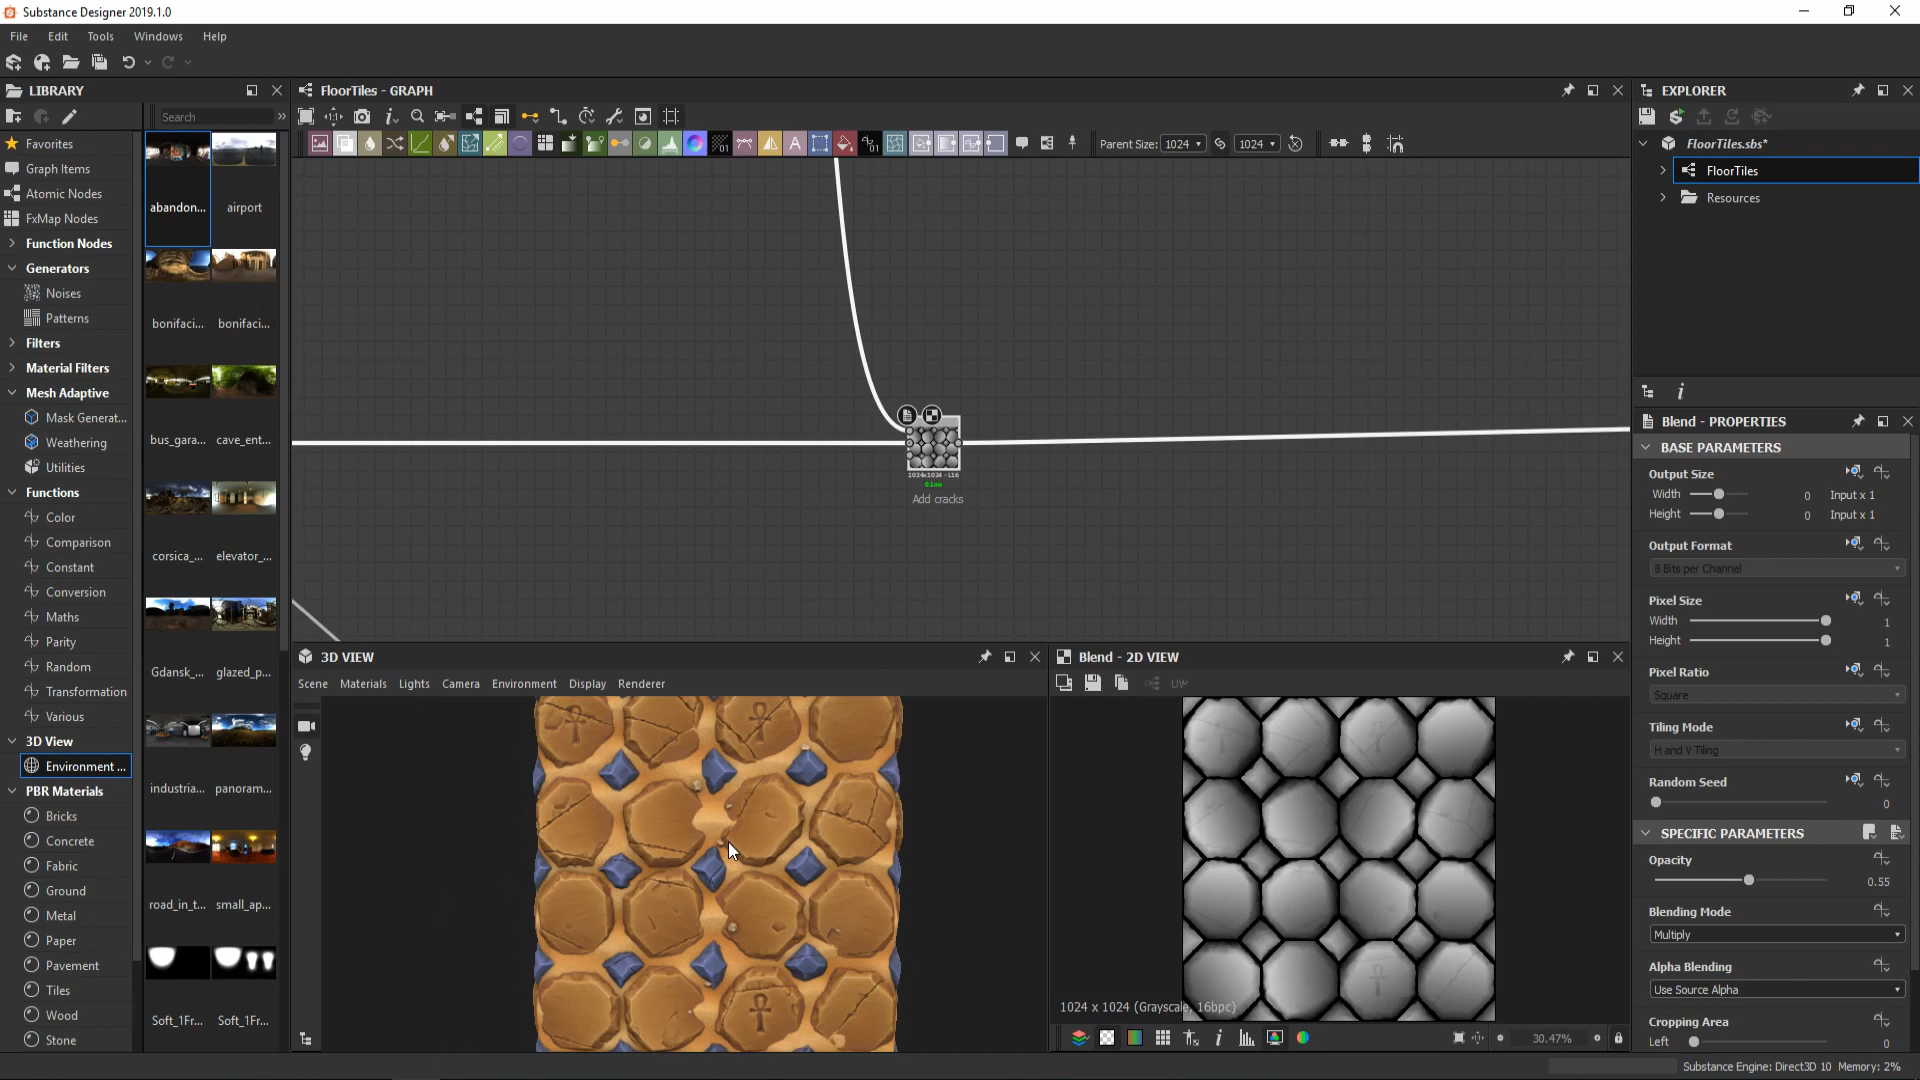 Substance Designer 2019.1.0
File Edit Tools Windows Help
LIBRARY
Search
Favorites
Graph Items
Atomic Nodes
FxMap Nodes
Function Nodes
Generators
Noises
Patterns
Filters
Material Filters
Mesh Adaptive
Mask Generat...
Weathering
Utilities
Functions
Color
Comparison
Constant
Conversion
Maths
Parity
Random
Transformation
Various
3D View
Environment ...
PBR Materials
Bricks
Concrete
Fabric
Ground
Metal
Paper
Pavement
Tiles
Wood
Stone
abandon... airport
bonifaci... bonifaci...
bus_gara... cave_ent...
corsica_... elevator_...
Gdansk_... glazed_p...
industria... panoram...
road_in_t... small_ap...
Soft_1Fr... Soft_1Fr...
FloorTiles - GRAPH
Parent Size: 1024 1024
1024x1024 - L16
0.1ms
Add cracks
3D VIEW
Scene Materials Lights Camera Environment Display Renderer
Blend - 2D VIEW
UV
1024 x 1024 (Grayscale, 16bpc)
30.47%
EXPLORER
FloorTiles.sbs*
FloorTiles
Resources
Blend - PROPERTIES
BASE PARAMETERS
Output Size
Width 0 Input x 1
Height 0 Input x 1
Output Format
8 Bits per Channel
Pixel Size
Width 1
Height 1
Pixel Ratio
Square
Tiling Mode
H and V Tiling
Random Seed
0
SPECIFIC PARAMETERS
Opacity
0.55
Blending Mode
Multiply
Alpha Blending
Use Source Alpha
Cropping Area
Left 0
Substance Engine: Direct3D 10 Memory: 2%